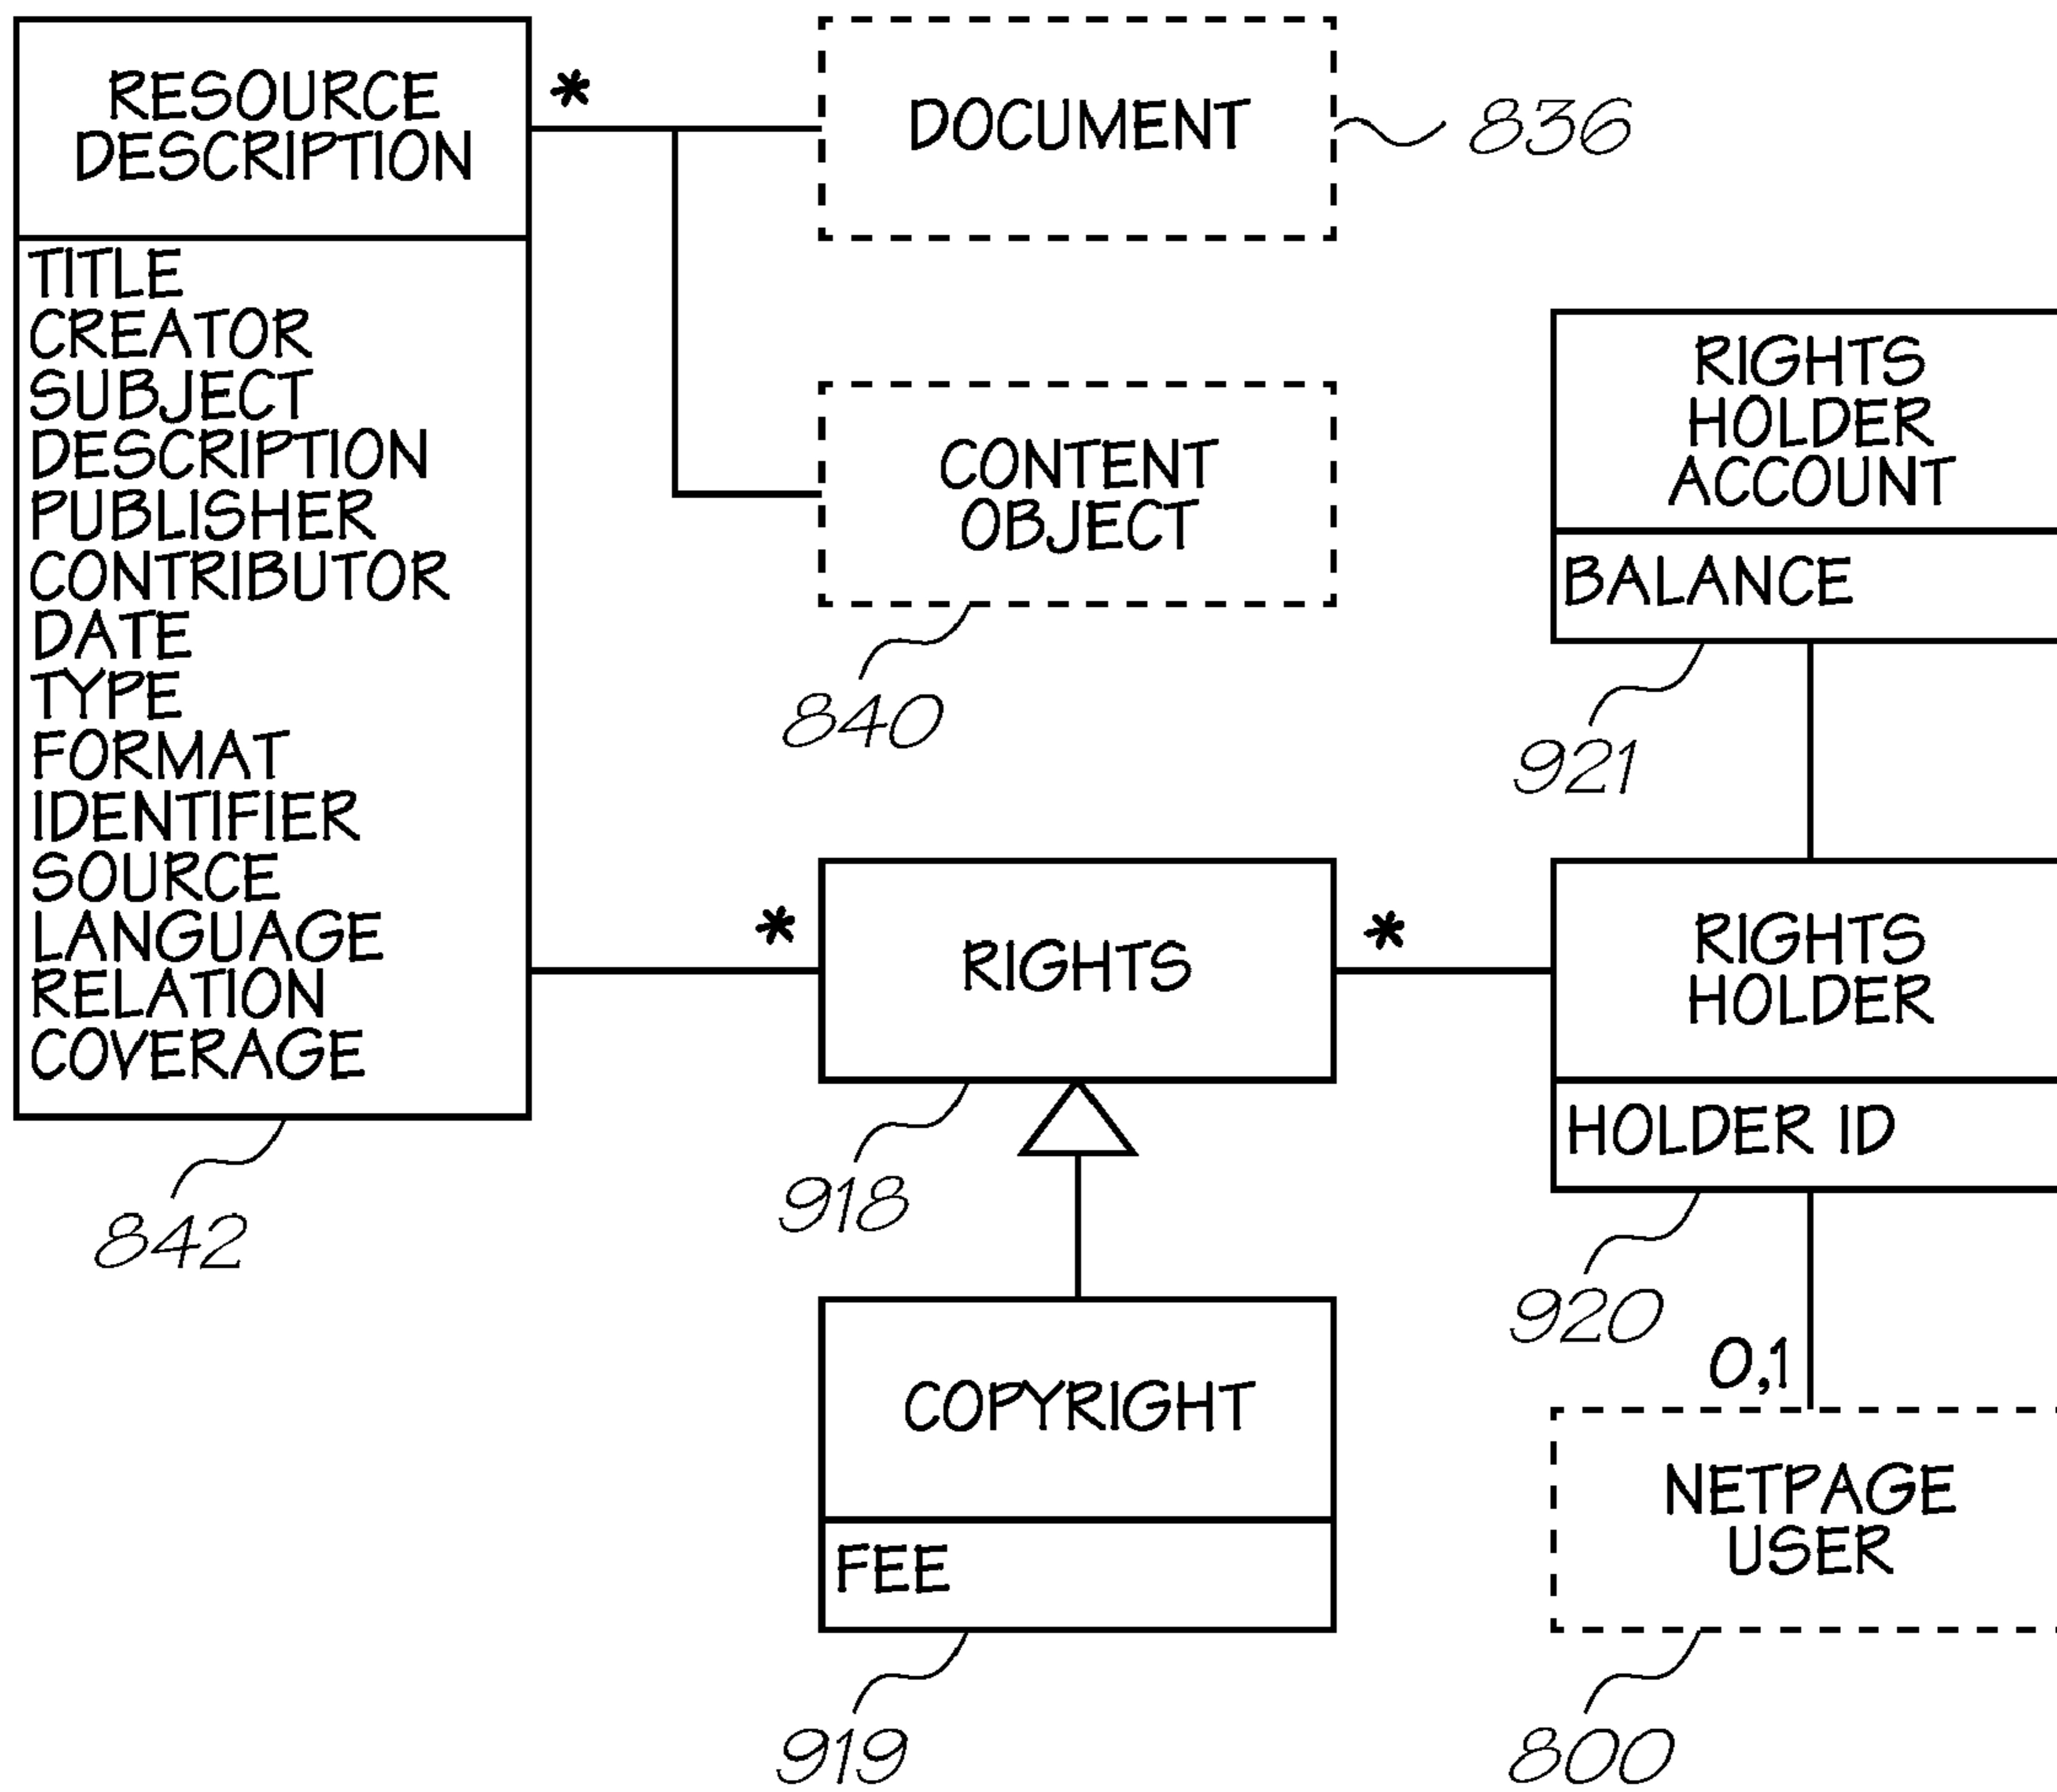 RESOURCE
DESCRIPTION
*
TITLE
CREATOR
SUBJECT
DESCRIPTION
PUBLISHER
CONTRIBUTOR
DATE
TYPE
FORMAT
IDENTIFIER
SOURCE
LANGUAGE
RELATION
COVERAGE
842
DOCUMENT
836
CONTENT
OBJECT
840
RIGHTS
HOLDER
ACCOUNT
BALANCE
921
*
RIGHTS
*
918
RIGHTS
HOLDER
HOLDER ID
920
COPYRIGHT
FEE
919
0,1
NETPAGE
USER
800